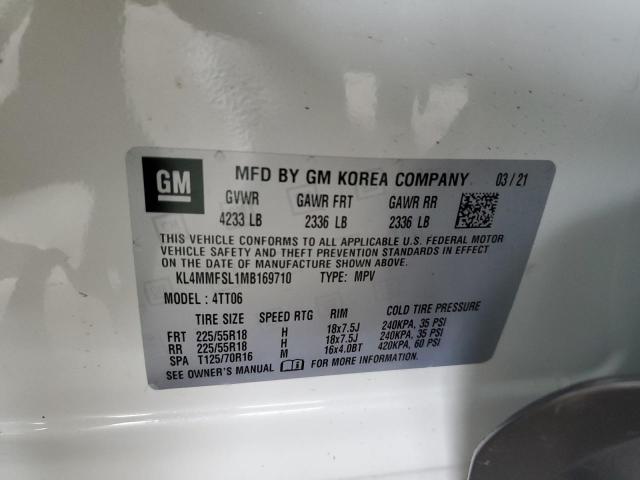 GM MFD BY GM KOREA COMPANY 03/21
GVWR GAWR FRT GAWR RR
4233 LB 2336 LB 2336 LB
THIS VEHICLE CONFORMS TO ALL APPLICABLE U.S. FEDERAL MOTOR
VEHICLE SAFETY AND THEFT PREVENTION STANDARDS IN EFFECT
ON THE DATE OF MANUFACTURE SHOWN ABOVE.
KL4MMFSL1MB169710 TYPE: MPV
MODEL : 4TT06
TIRE SIZE SPEED RTG RIM COLD TIRE PRESSURE
FRT 225/55R18 H 18x7.5J 240KPA, 35 PSI
RR 225/55R18 H 18x7.5J 240KPA, 35 PSI
SPA T125/70R16 M 16x4.0BT 420KPA, 60 PSI
SEE OWNER'S MANUAL